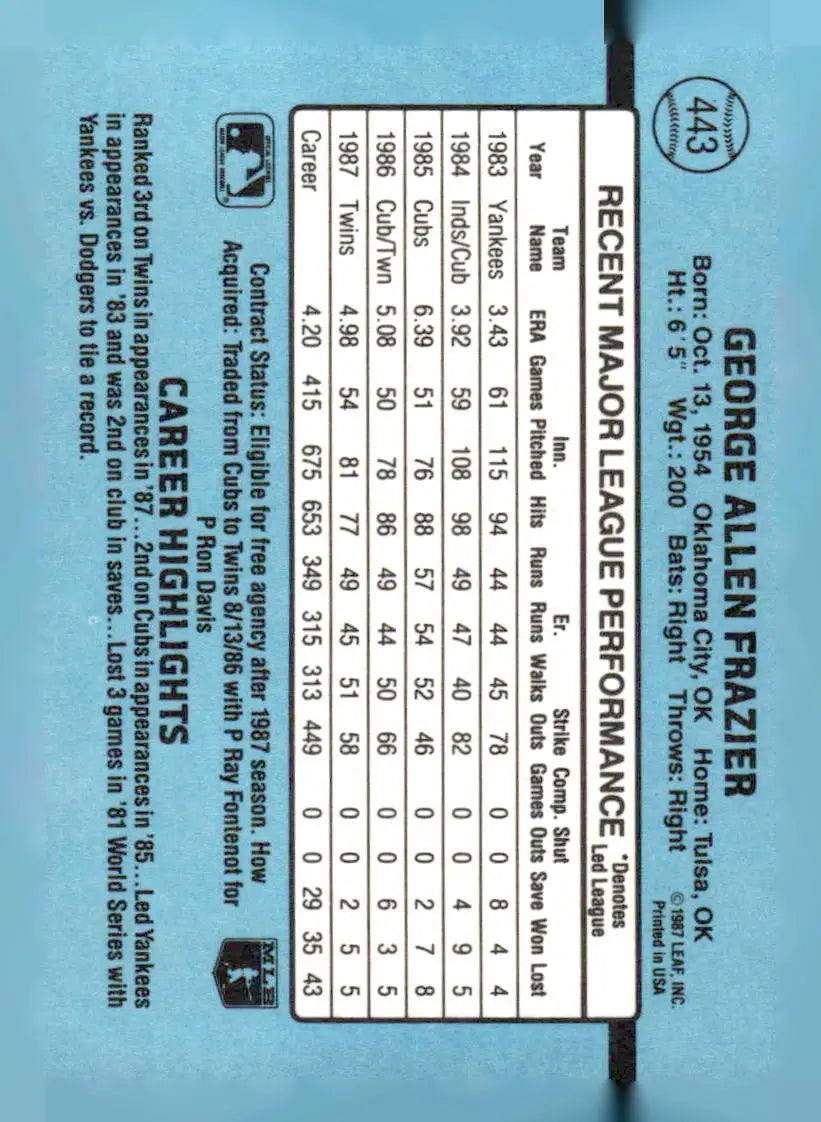 443
GEORGE ALLEN FRAZIER
Born: Oct. 13, 1954 Oklahoma City, OK Home: Tulsa, OK
Ht.: 6'5" Wgt.: 200 Bats: Right Throws: Right
© 1987 LEAF, INC.
Printed in USA
RECENT MAJOR LEAGUE PERFORMANCE *Denotes Led League
Team Inn. Er. Strike Comp. Shut
Year Name ERA Games Pitched Hits Runs Runs Walks Outs Games Outs Save Won Lost
1983 Yankees 3.43 61 115 94 44 44 45 78 0 0 8 4 4
1984 Inds/Cub 3.92 59 108 98 49 47 40 82 0 0 4 9 5
1985 Cubs 6.39 51 76 88 57 54 52 46 0 0 2 7 8
1986 Cub/Twn 5.08 50 78 86 49 44 50 66 0 0 6 3 5
1987 Twins 4.98 54 81 77 49 45 51 58 0 0 2 5 5
Career 4.20 415 675 653 349 315 313 449 0 0 29 35 43
Contract Status: Eligible for free agency after 1987 season. How
Acquired: Traded from Cubs to Twins 8/13/86 with P Ray Fontenot for
P Ron Davis
MLB
CAREER HIGHLIGHTS
Ranked 3rd on Twins in appearances in '87...2nd on Cubs in appearances in '85...Led Yankees
in appearances in '83 and was 2nd on club in saves...Lost 3 games in '81 World Series with
Yankees vs. Dodgers to tie a record.